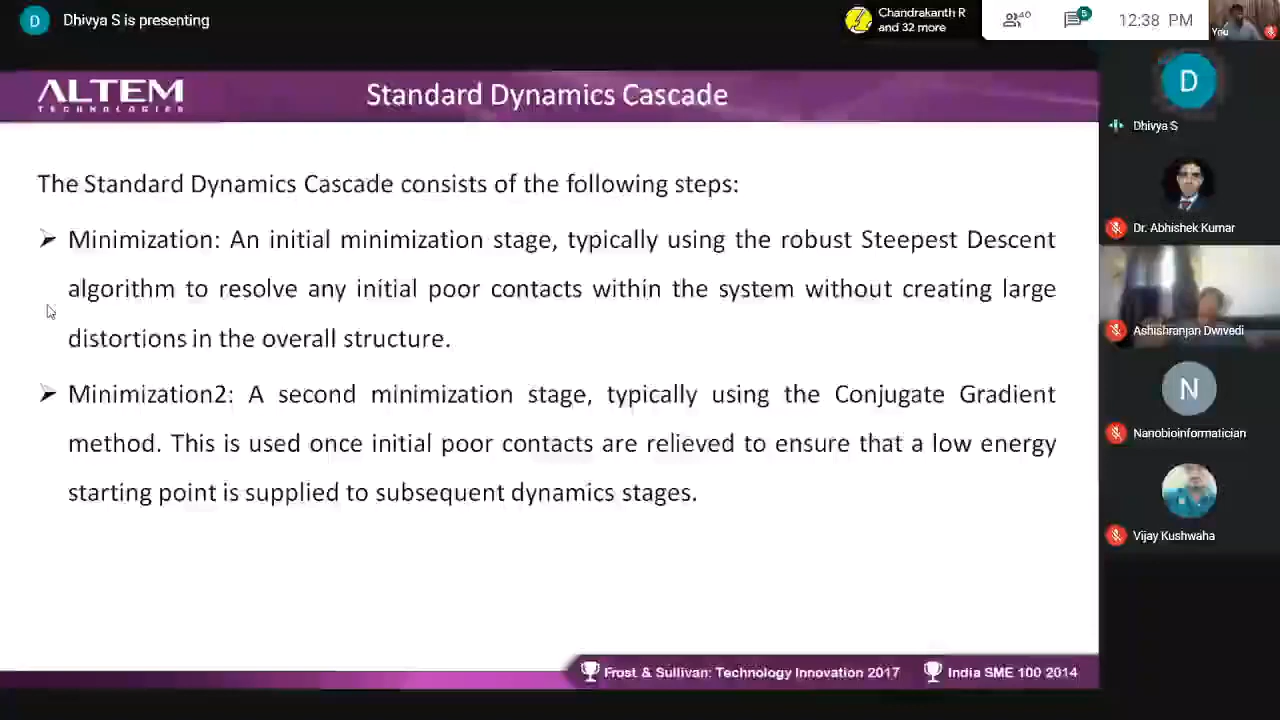 D
Dhivya S is presenting
Chandrakanth R
and 32 more
40
5
12:38 PM
You
ALTEM
TECHNOLOGIES
Standard Dynamics Cascade
The Standard Dynamics Cascade consists of the following steps:
Minimization: An initial minimization stage, typically using the robust Steepest Descent
algorithm to resolve any initial poor contacts within the system without creating large
distortions in the overall structure.
Minimization2: A second minimization stage, typically using the Conjugate Gradient
method. This is used once initial poor contacts are relieved to ensure that a low energy
starting point is supplied to subsequent dynamics stages.
Frost & Sullivan: Technology Innovation 2017
India SME 100 2014
D
Dhivya S
Dr. Abhishek Kumar
Ashishranjan Dwivedi
N
Nanobioinformatician
Vijay Kushwaha